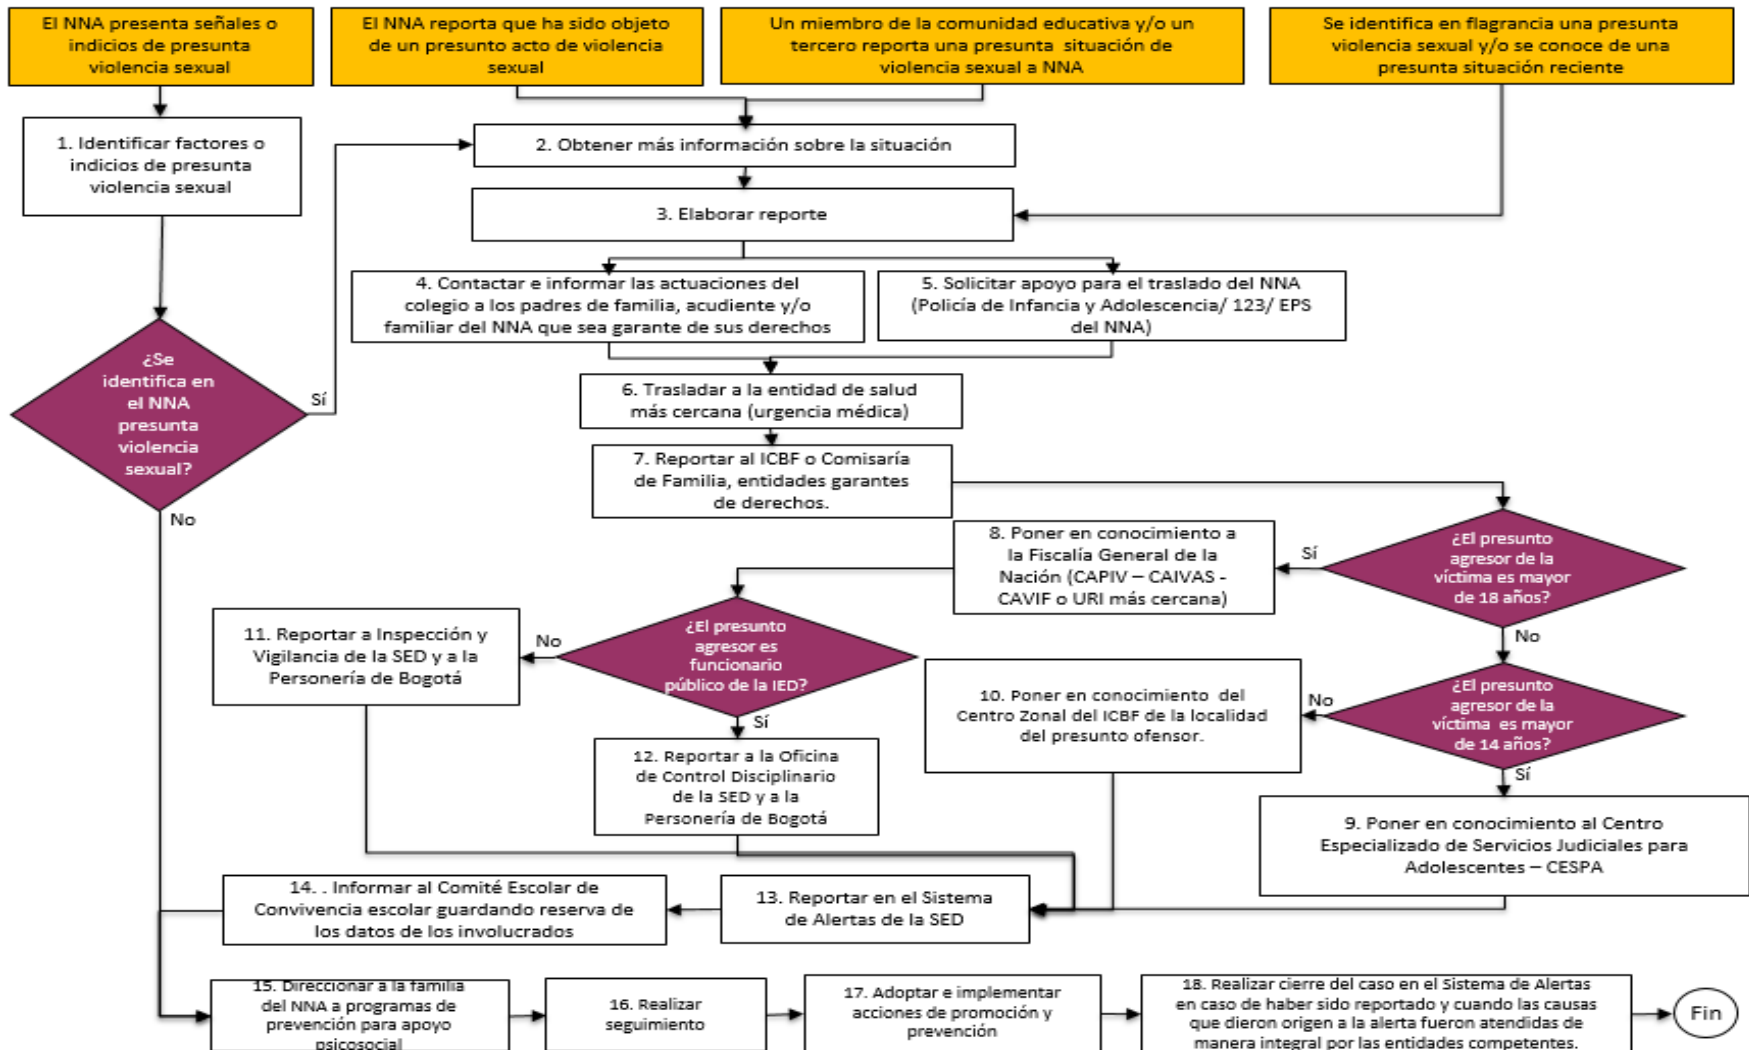 El NNA presenta señales o
indicios de presunta
violencia sexual
El NNA reporta que ha sido objeto
de un presunto acto de violencia
sexual
Un miembro de la comunidad educativa y/o un
tercero reporta una presunta situación de
violencia sexual a NNA
Se identifica en flagrancia una presunta
violencia sexual y/o se conoce de una
presunta situación reciente
1. Identificar factores o
indicios de presunta
violencia sexual
2. Obtener más información sobre la situación
3. Elaborar reporte
4. Contactar e informar las actuaciones del
colegio a los padres de familia, acudiente y/o
familiar del NNA que sea garante de sus derechos
5. Solicitar apoyo para el traslado del NNA
(Policía de Infancia y Adolescencia/ 123/ EPS
del NNA)
¿Se
identifica en
el NNA
presunta
violencia
sexual?
Sí
No
6. Trasladar a la entidad de salud
más cercana (urgencia médica)
7. Reportar al ICBF o Comisaría
de Familia, entidades garantes
de derechos.
¿El presunto
agresor de la
víctima es mayor
de 18 años?
Sí
No
8. Poner en conocimiento a
la Fiscalía General de la
Nación (CAPIV – CAIVAS -
CAVIF o URI más cercana)
¿El presunto
agresor es
funcionario
público de la IED?
No
Sí
11. Reportar a Inspección y
Vigilancia de la SED y a la
Personería de Bogotá
¿El presunto
agresor de la
víctima es mayor
de 14 años?
No
Sí
10. Poner en conocimiento del
Centro Zonal del ICBF de la localidad
del presunto ofensor.
12. Reportar a la Oficina
de Control Disciplinario
de la SED y a la
Personería de Bogotá
9. Poner en conocimiento al Centro
Especializado de Servicios Judiciales para
Adolescentes – CESPA
14. . Informar al Comité Escolar de
Convivencia escolar guardando reserva de
los datos de los involucrados
13. Reportar en el Sistema
de Alertas de la SED
15. Direccionar a la familia
del NNA a programas de
prevención para apoyo
psicosocial
16. Realizar
seguimiento
17. Adoptar e implementar
acciones de promoción y
prevención
18. Realizar cierre del caso en el Sistema de Alertas
en caso de haber sido reportado y cuando las causas
que dieron origen a la alerta fueron atendidas de
manera integral por las entidades competentes.
Fin